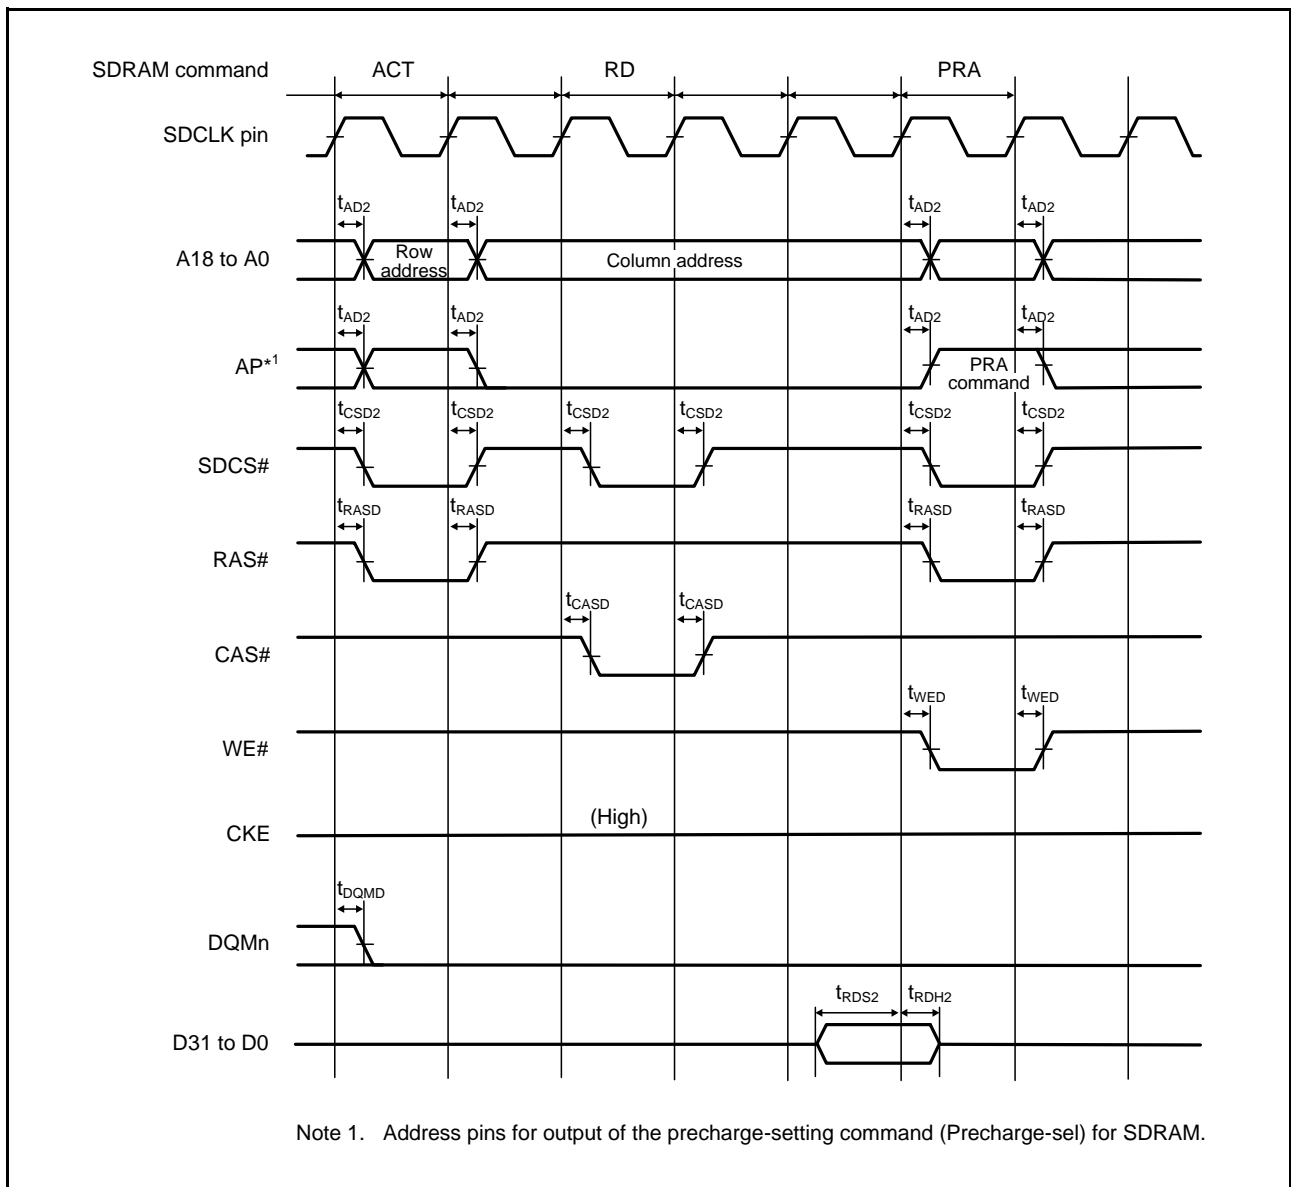 SDRAM command ACT RD PRA
SDCLK pin
tAD2 tAD2 tAD2 tAD2
A18 to A0 Row address Column address
tAD2 tAD2 tAD2 tAD2
AP*1 PRA command
tCSD2 tCSD2 tCSD2 tCSD2 tCSD2 tCSD2
SDCS#
tRASD tRASD tRASD tRASD
RAS#
tCASD tCASD
CAS#
tWED tWED
WE#
(High)
CKE
tDQMD
DQMn
tRDS2 tRDH2
D31 to D0
Note 1. Address pins for output of the precharge-setting command (Precharge-sel) for SDRAM.